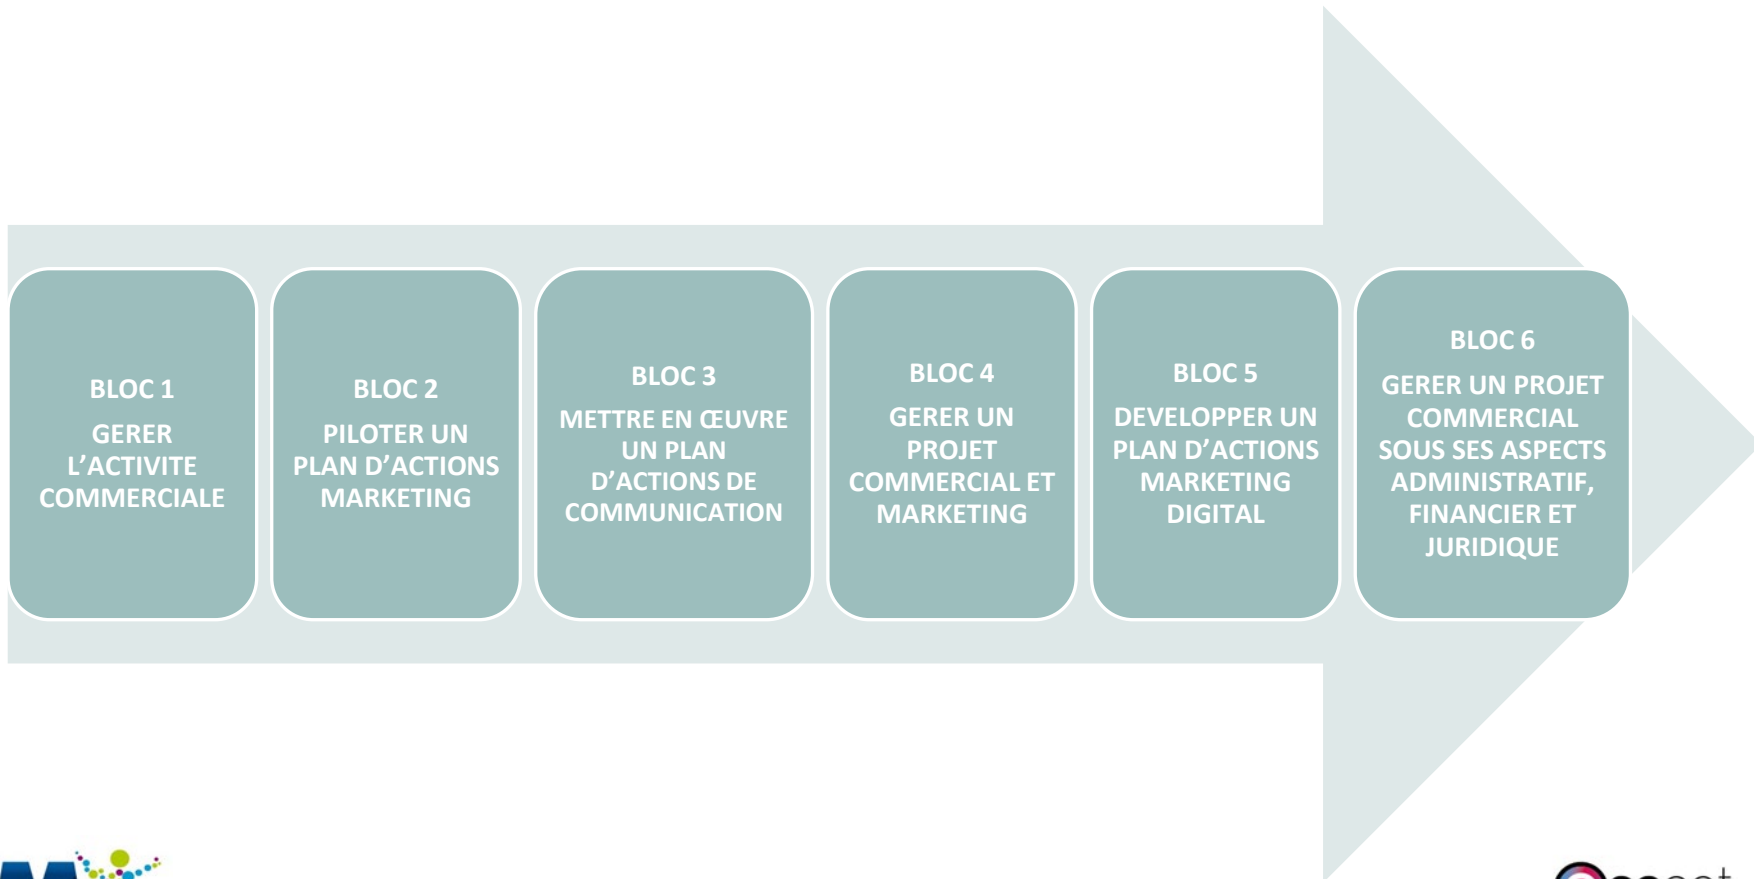 BLOC 1
GERER
L’ACTIVITE
COMMERCIALE
BLOC 2
PILOTER UN
PLAN D’ACTIONS
MARKETING
BLOC 3
METTRE EN ŒUVRE
UN PLAN
D’ACTIONS DE
COMMUNICATION
BLOC 4
GERER UN
PROJET
COMMERCIAL ET
MARKETING
BLOC 5
DEVELOPPER UN
PLAN D’ACTIONS
MARKETING
DIGITAL
BLOC 6
GERER UN PROJET
COMMERCIAL
SOUS SES ASPECTS
ADMINISTRATIF,
FINANCIER ET
JURIDIQUE